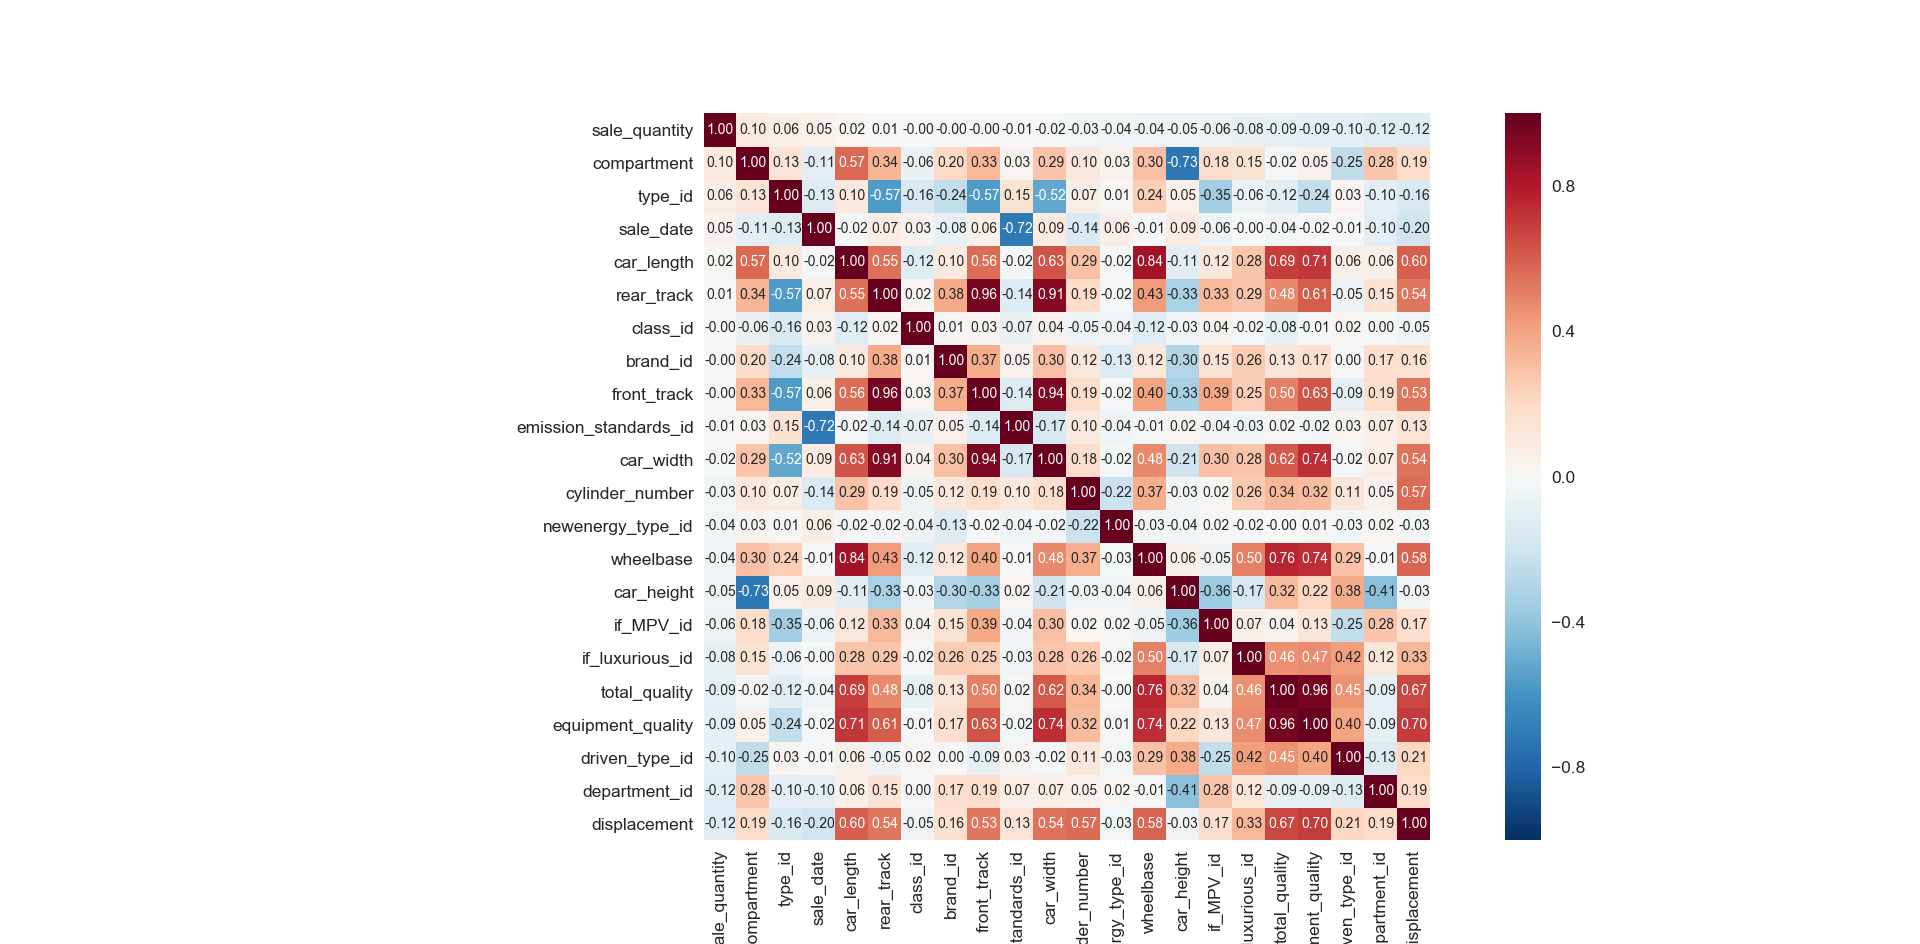 sale_quantity 1.00 0.10 0.06 0.05 0.02 0.01 -0.00 -0.00 -0.00 -0.01 -0.02 -0.03 -0.04 -0.04 -0.05 -0.06 -0.08 -0.09 -0.09 -0.10 -0.12 -0.12
compartment 0.10 1.00 0.13 -0.11 0.57 0.34 -0.06 0.20 0.33 0.03 0.29 0.10 0.03 0.30 -0.73 0.18 0.15 -0.02 0.05 -0.25 0.28 0.19
type_id 0.06 0.13 1.00 -0.13 0.10 -0.57 -0.16 -0.24 -0.57 0.15 -0.52 0.07 0.01 0.24 0.05 -0.35 -0.06 -0.12 -0.24 0.03 -0.10 -0.16
0.8
sale_date 0.05 -0.11 -0.13 1.00 -0.02 0.07 0.03 -0.08 0.06 -0.72 0.09 -0.14 0.06 -0.01 0.09 -0.06 -0.00 -0.04 -0.02 -0.01 -0.10 -0.20
car_length 0.02 0.57 0.10 -0.02 1.00 0.55 -0.12 0.10 0.56 -0.02 0.63 0.29 -0.02 0.84 -0.11 0.12 0.28 0.69 0.71 0.06 0.06 0.60
rear_track 0.01 0.34 -0.57 0.07 0.55 1.00 0.02 0.38 0.96 -0.14 0.91 0.19 -0.02 0.43 -0.33 0.33 0.29 0.48 0.61 -0.05 0.15 0.54
class_id -0.00 -0.06 -0.16 0.03 -0.12 0.02 1.00 0.01 0.03 -0.07 0.04 -0.05 -0.04 -0.12 -0.03 0.04 -0.02 -0.08 -0.01 0.02 0.00 -0.05
0.4
brand_id -0.00 0.20 -0.24 -0.08 0.10 0.38 0.01 1.00 0.37 0.05 0.30 0.12 -0.13 0.12 -0.30 0.15 0.26 0.13 0.17 0.00 0.17 0.16
front_track -0.00 0.33 -0.57 0.06 0.56 0.96 0.03 0.37 1.00 -0.14 0.94 0.19 -0.02 0.40 -0.33 0.39 0.25 0.50 0.63 -0.09 0.19 0.53
emission_standards_id -0.01 0.03 0.15 -0.72 -0.02 -0.14 -0.07 0.05 -0.14 1.00 -0.17 0.10 -0.04 -0.01 0.02 -0.04 -0.03 0.02 -0.02 0.03 0.07 0.13
car_width -0.02 0.29 -0.52 0.09 0.63 0.91 0.04 0.30 0.94 -0.17 1.00 0.18 -0.02 0.48 -0.21 0.30 0.28 0.62 0.74 -0.02 0.07 0.54
0.0
cylinder_number -0.03 0.10 0.07 -0.14 0.29 0.19 -0.05 0.12 0.19 0.10 0.18 1.00 -0.22 0.37 -0.03 0.02 0.26 0.34 0.32 0.11 0.05 0.57
newenergy_type_id -0.04 0.03 0.01 0.06 -0.02 -0.02 -0.04 -0.13 -0.02 -0.04 -0.02 -0.22 1.00 -0.03 -0.04 0.02 -0.02 -0.00 0.01 -0.03 0.02 -0.03
wheelbase -0.04 0.30 0.24 -0.01 0.84 0.43 -0.12 0.12 0.40 -0.01 0.48 0.37 -0.03 1.00 0.06 -0.05 0.50 0.76 0.74 0.29 -0.01 0.58
car_height -0.05 -0.73 0.05 0.09 -0.11 -0.33 -0.03 -0.30 -0.33 0.02 -0.21 -0.03 -0.04 0.06 1.00 -0.36 -0.17 0.32 0.22 0.38 -0.41 -0.03
if_MPV_id -0.06 0.18 -0.35 -0.06 0.12 0.33 0.04 0.15 0.39 -0.04 0.30 0.02 0.02 -0.05 -0.36 1.00 0.07 0.04 0.13 -0.25 0.28 0.17
−0.4
if_luxurious_id -0.08 0.15 -0.06 -0.00 0.28 0.29 -0.02 0.26 0.25 -0.03 0.28 0.26 -0.02 0.50 -0.17 0.07 1.00 0.46 0.47 0.42 0.12 0.33
total_quality -0.09 -0.02 -0.12 -0.04 0.69 0.48 -0.08 0.13 0.50 0.02 0.62 0.34 -0.00 0.76 0.32 0.04 0.46 1.00 0.96 0.45 -0.09 0.67
equipment_quality -0.09 0.05 -0.24 -0.02 0.71 0.61 -0.01 0.17 0.63 -0.02 0.74 0.32 0.01 0.74 0.22 0.13 0.47 0.96 1.00 0.40 -0.09 0.70
driven_type_id -0.10 -0.25 0.03 -0.01 0.06 -0.05 0.02 0.00 -0.09 0.03 -0.02 0.11 -0.03 0.29 0.38 -0.25 0.42 0.45 0.40 1.00 -0.13 0.21
−0.8
department_id -0.12 0.28 -0.10 -0.10 0.06 0.15 0.00 0.17 0.19 0.07 0.07 0.05 0.02 -0.01 -0.41 0.28 0.12 -0.09 -0.09 -0.13 1.00 0.19
displacement -0.12 0.19 -0.16 -0.20 0.60 0.54 -0.05 0.16 0.53 0.13 0.54 0.57 -0.03 0.58 -0.03 0.17 0.33 0.67 0.70 0.21 0.19 1.00
ale_quantity
ompartment
type_id
sale_date
car_length
rear_track
class_id
brand_id
front_track
tandards_id
car_width
der_number
rgy_type_id
wheelbase
car_height
if_MPV_id
luxurious_id
total_quality
ment_quality
ven_type_id
partment_id
isplacement